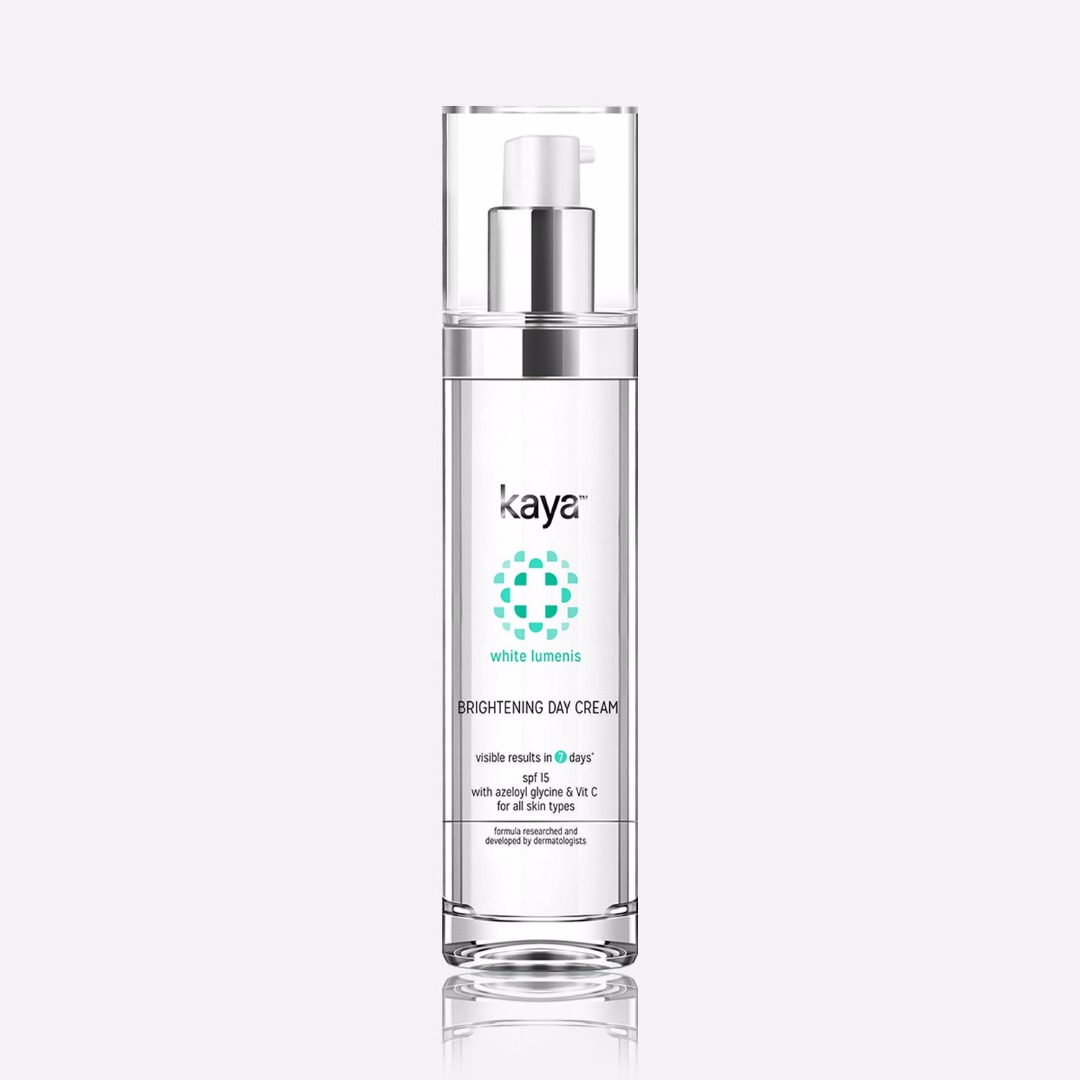 kaya™
white lumenis
BRIGHTENING DAY CREAM
visible results in 7 days*
spf 15
with azeloyl glycine & Vit C
for all skin types
formula researched and
developed by dermatologists